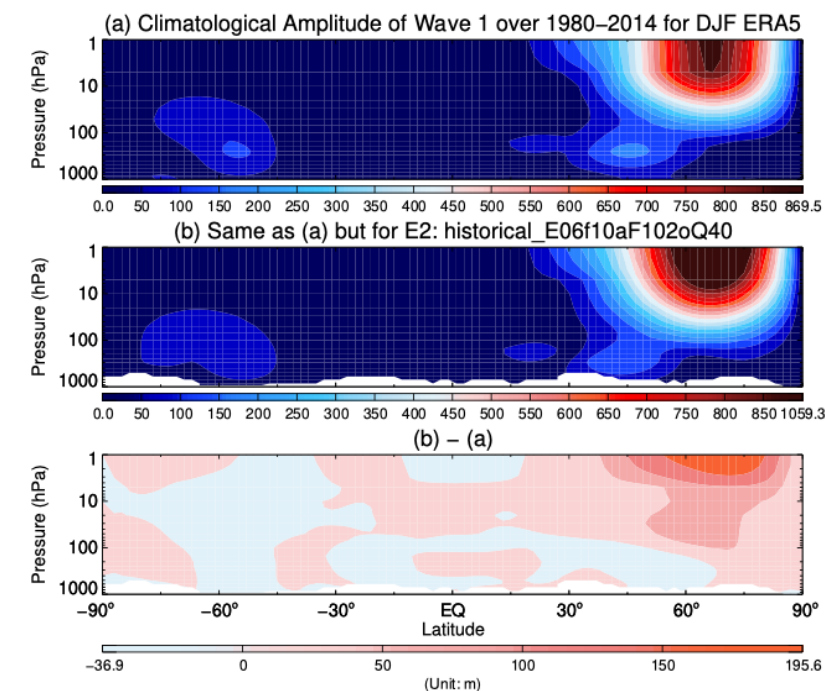 (a) Climatological Amplitude of Wave 1 over 1980−2014 for DJF ERA5
1
10
100
1000
Pressure (hPa)
0.0 50 100 150 200 250 300 350 400 450 500 550 600 650 700 750 800 850 869.5
(b) Same as (a) but for E2: historical_E06f10aF102oQ40
1
10
100
1000
Pressure (hPa)
0.0 50 100 150 200 250 300 350 400 450 500 550 600 650 700 750 800 850 1059.3
(b) − (a)
1
10
100
1000
Pressure (hPa)
−90° −60° −30° EQ 30° 60° 90°
Latitude
−36.9 0 50 100 150 195.6
(Unit: m)